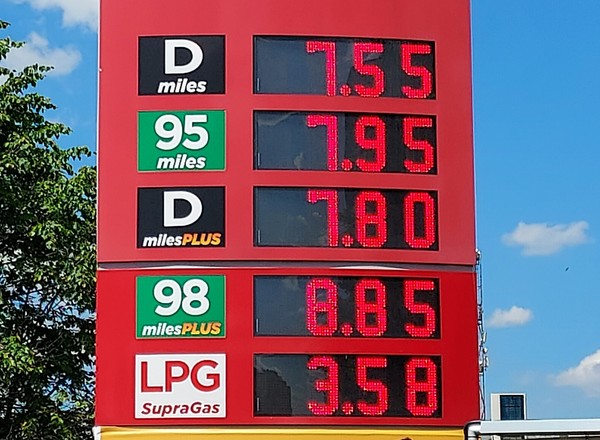 D 7.55
miles
95 7.95
miles
D 7.80
milesPLUS
98 8.85
milesPLUS
LPG 3.58
SupraGas